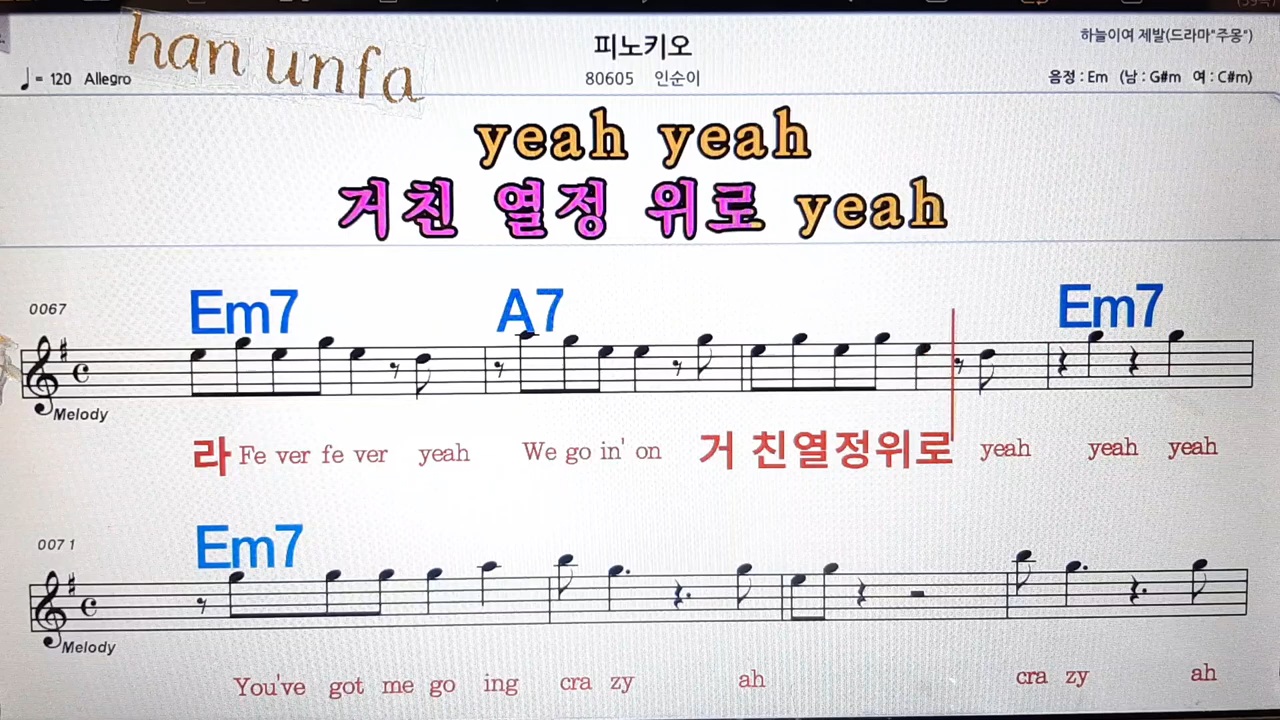 han unfa
피노키오
하늘이여 제발(드라마"주몽")
♩ = 120 Allegro
80605 인순이
음정 : Em (남 : G#m 여 : C#m)
yeah yeah
거친 열정 위로 yeah
0067
Em7 A7 Em7
Melody
라 Fe ver fe ver yeah We go in' on 거 친열정위로 yeah yeah yeah
0071
Em7
Melody
You've got me go ing cra zy ah cra zy ah